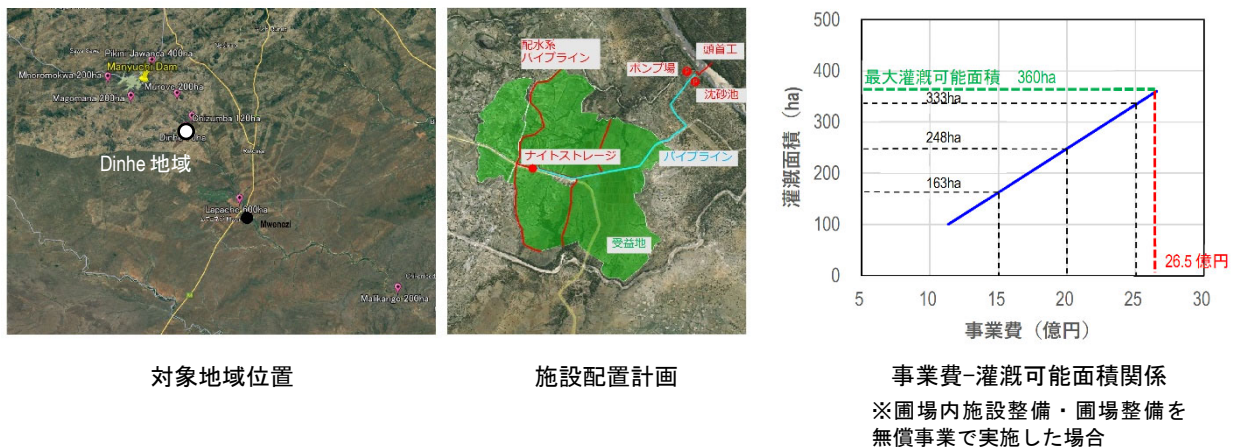 Pikini Jawanda 400ha
Manyuchi Dam
Mhoromokwa 200ha
Magomana 200ha
Murove 200ha
Chizumba 120ha
Dinhe 地域
Mwenezi
Malikango 200ha
対象地域位置
配水系
パイプライン
頭首工
ポンプ場
沈砂池
ナイトストレージ
パイプライン
受益地
施設配置計画
500
最大灌漑可能面積 360ha
400
333ha
300
248ha
200
163ha
100
0
灌漑面積(ha)
26.5 億円
5
10
15
20
25
30
事業費(億円)
事業費-灌漑可能面積関係
※圃場内施設整備・圃場整備を
無償事業で実施した場合